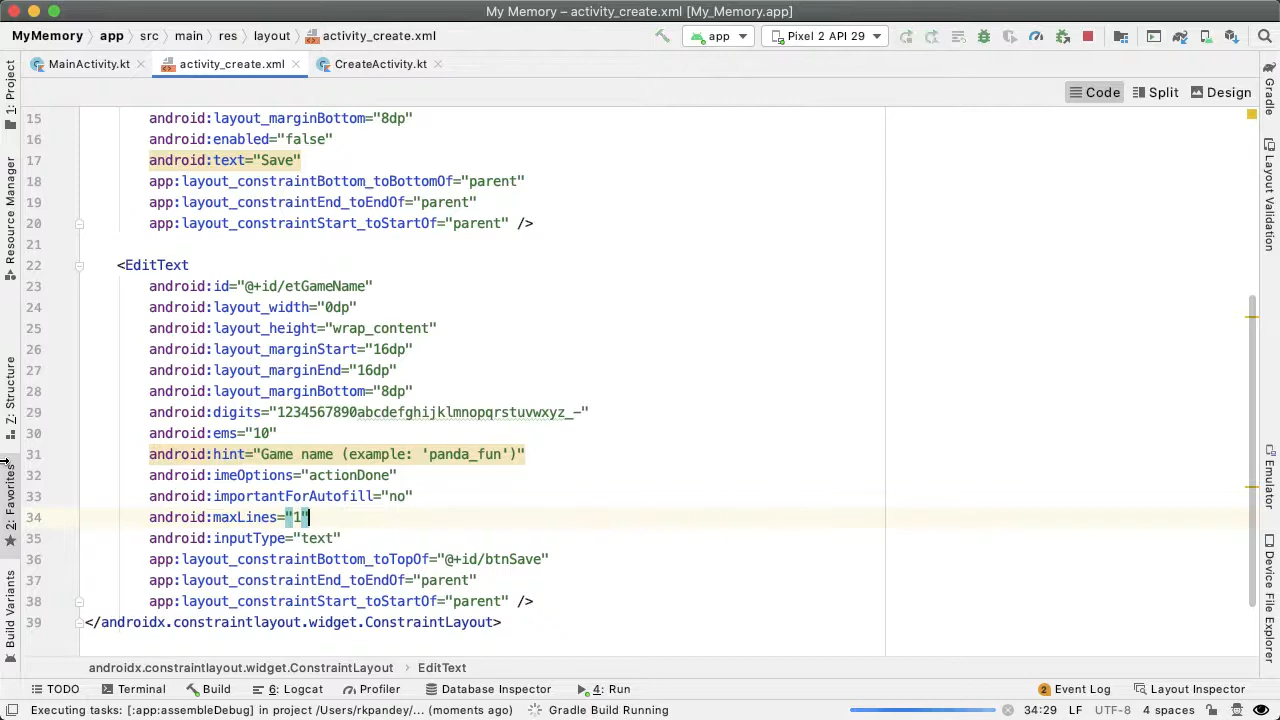 My Memory – activity_create.xml [My_Memory.app]
MyMemory app src main res layout activity_create.xml app Pixel 2 API 29
MainActivity.kt activity_create.xml CreateActivity.kt
Code Split Design
15 android:layout_marginBottom="8dp"
16 android:enabled="false"
17 android:text="Save"
18 app:layout_constraintBottom_toBottomOf="parent"
19 app:layout_constraintEnd_toEndOf="parent"
20 app:layout_constraintStart_toStartOf="parent" />
21
22 <EditText
23 android:id="@+id/etGameName"
24 android:layout_width="0dp"
25 android:layout_height="wrap_content"
26 android:layout_marginStart="16dp"
27 android:layout_marginEnd="16dp"
28 android:layout_marginBottom="8dp"
29 android:digits="1234567890abcdefghijklmnopqrstuvwxyz_-"
30 android:ems="10"
31 android:hint="Game name (example: 'panda_fun')"
32 android:imeOptions="actionDone"
33 android:importantForAutofill="no"
34 android:maxLines="1"
35 android:inputType="text"
36 app:layout_constraintBottom_toTopOf="@+id/btnSave"
37 app:layout_constraintEnd_toEndOf="parent"
38 app:layout_constraintStart_toStartOf="parent" />
39 </androidx.constraintlayout.widget.ConstraintLayout>
androidx.constraintlayout.widget.ConstraintLayout › EditText
1: Project
Resource Manager
Z: Structure
2: Favorites
Build Variants
Gradle
Layout Validation
Emulator
Device File Explorer
TODO Terminal Build 6: Logcat Profiler Database Inspector 4: Run 2 Event Log Layout Inspector
Executing tasks: [:app:assembleDebug] in project /Users/rkpandey/... (moments ago) Gradle Build Running 34:29 LF UTF-8 4 spaces